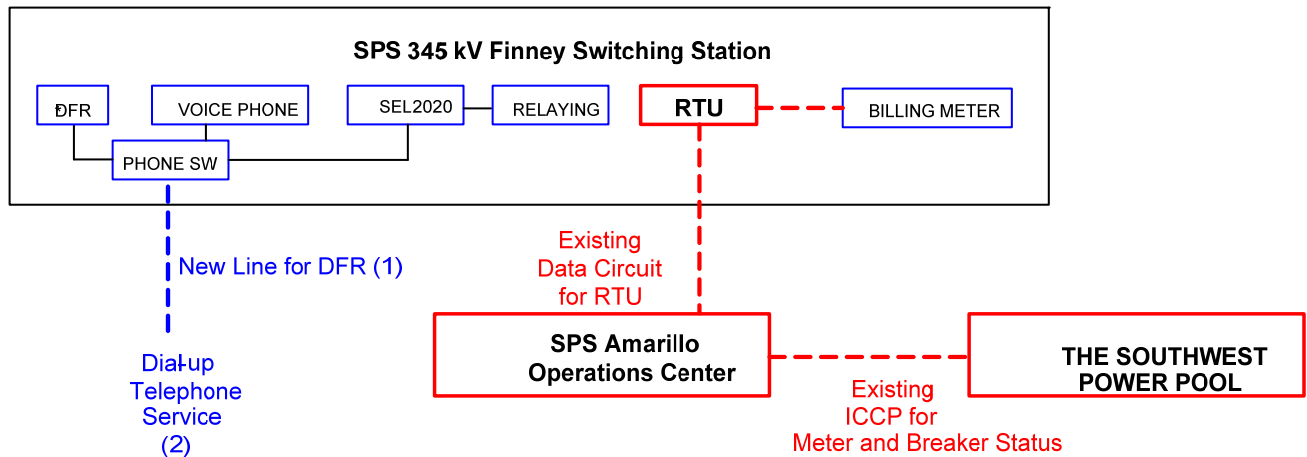 SPS 345 kV Finney Switching Station
DFR
VOICE PHONE
SEL2020
RELAYING
RTU
BILLING METER
PHONE SW
New Line for DFR (1)
Dial-up
Telephone
Service
(2)
Existing
Data Circuit
for RTU
SPS Amarillo
Operations Center
THE SOUTHWEST
POWER POOL
Existing
ICCP for
Meter and Breaker Status